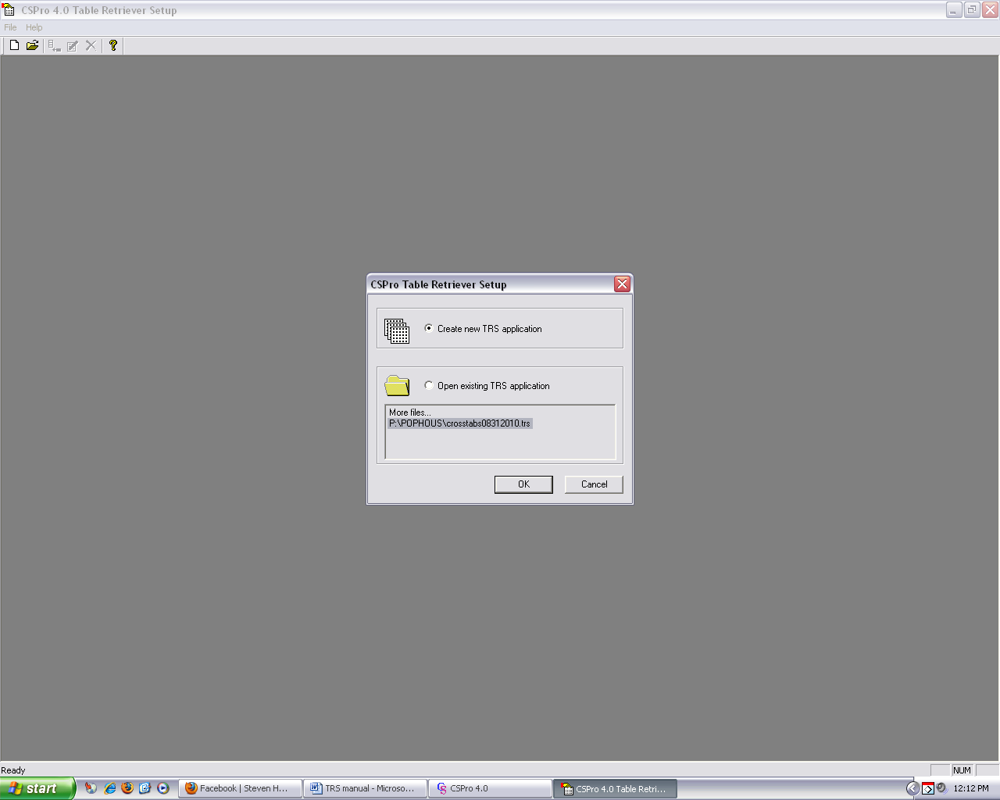 CSPro 4.0 Table Retriever Setup
File Help
CSPro Table Retriever Setup
Create new TRS application
Open existing TRS application
More files...
P:\POPHOUS\crosstabs08312010.trs
OK Cancel
Ready NUM
start Facebook | Steven H... TRS manual - Microso... CSPro 4.0 CSPro 4.0 Table Retri... 12:12 PM